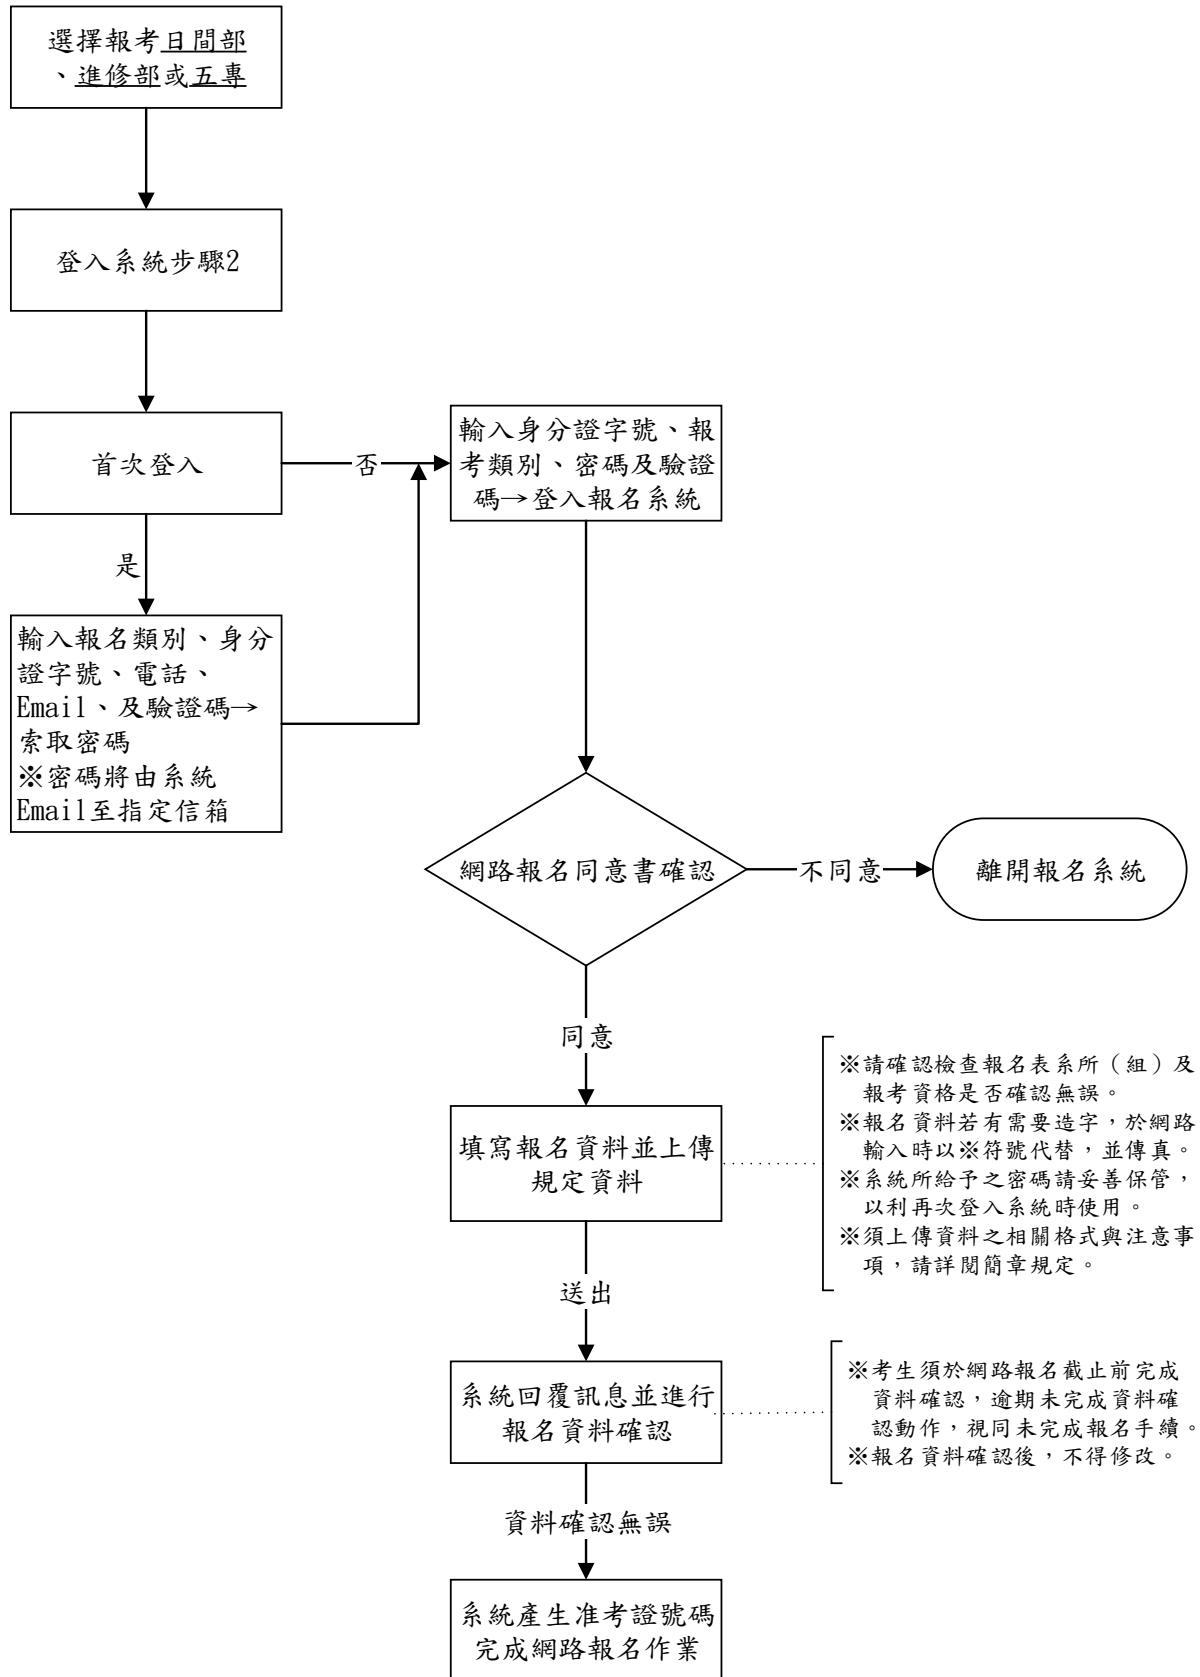 選擇報考日間部
、進修部或五專
登入系統步驟2
首次登入
否
輸入身分證字號、報
考類別、密碼及驗證
碼→登入報名系統
是
輸入報名類別、身分
證字號、電話、
Email、及驗證碼→
索取密碼
※密碼將由系統
Email至指定信箱
網路報名同意書確認
不同意
離開報名系統
同意
填寫報名資料並上傳
規定資料
※請確認檢查報名表系所（組）及
報考資格是否確認無誤。
※報名資料若有需要造字，於網路
輸入時以※符號代替，並傳真。
※系統所給予之密碼請妥善保管，
以利再次登入系統時使用。
※須上傳資料之相關格式與注意事
項，請詳閱簡章規定。
送出
系統回覆訊息並進行
報名資料確認
※考生須於網路報名截止前完成
資料確認，逾期未完成資料確
認動作，視同未完成報名手續。
※報名資料確認後，不得修改。
資料確認無誤
系統產生准考證號碼
完成網路報名作業